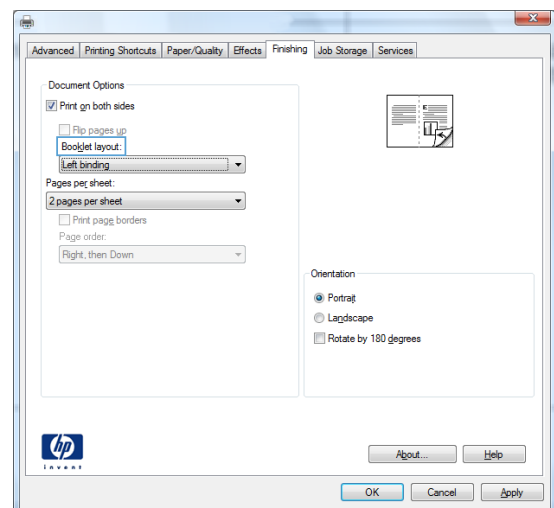 Advanced Printing Shortcuts Paper/Quality Effects Finishing Job Storage Services
Document Options
Print on both sides
Flip pages up
Booklet layout:
Left binding
Pages per sheet:
2 pages per sheet
Print page borders
Page order:
Right, then Down
Orientation
Portrait
Landscape
Rotate by 180 degrees
hp
invent
About... Help
OK Cancel Apply